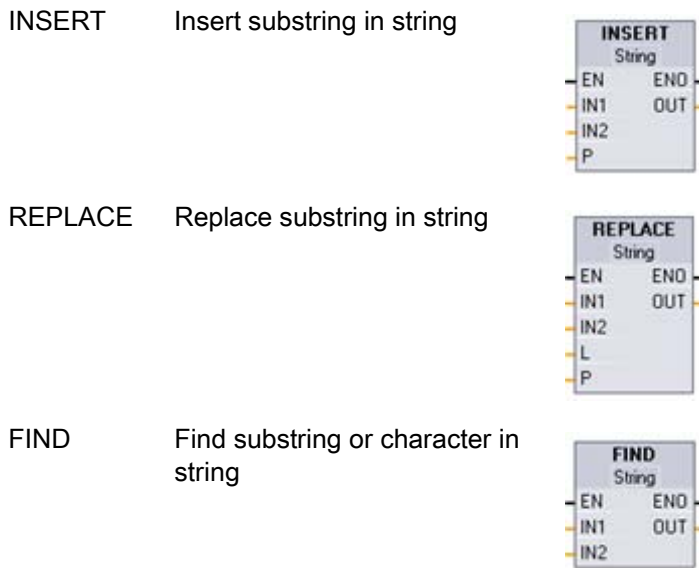 INSERT Insert substring in string
INSERT
String
EN ENO
IN1 OUT
IN2
P
REPLACE Replace substring in string
REPLACE
String
EN ENO
IN1 OUT
IN2
L
P
FIND Find substring or character in
string
FIND
String
EN ENO
IN1 OUT
IN2